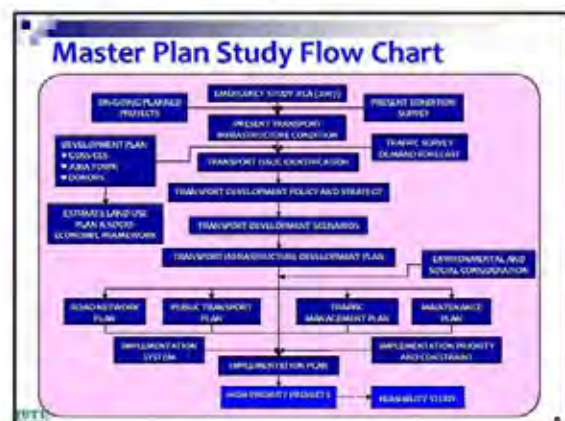 Master Plan Study Flow Chart
EMERGENCY STUDY
ON-GOING PLANNED
PROJECTS
PRESENT CONDITION
SURVEY
PRESENT TRANSPORT
INFRASTRUCTURE CONDITION
DEVELOPMENT PLAN
JUBA TOWN
DONORS
TRAFFIC SURVEY
DEMAND FORECAST
TRANSPORT ISSUE IDENTIFICATION
TRANSPORT DEVELOPMENT POLICY AND STRATEGY
ESTIMATE LAND USE
PLAN & SOCIO-
ECONOMIC FRAMEWORK
TRANSPORT DEVELOPMENT SCENARIOS
TRANSPORT INFRASTRUCTURE DEVELOPMENT PLAN
ENVIRONMENTAL AND
SOCIAL CONSIDERATION
ROAD NETWORK
PLAN
PUBLIC TRANSPORT
PLAN
TRAFFIC
MANAGEMENT PLAN
MAINTENANCE
PLAN
IMPLEMENTATION
SYSTEM
IMPLEMENTATION PRIORITY
AND CONSTRAINT
IMPLEMENTATION PLAN
HIGH PRIORITY PROJECTS
FEASIBILITY STUDY